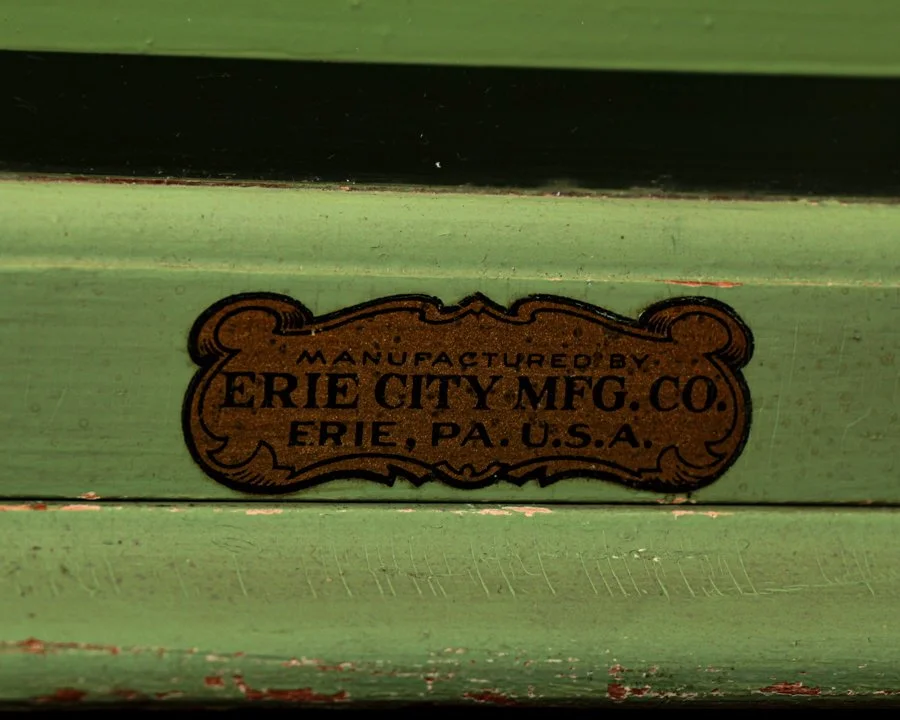 MANUFACTURED BY.
ERIE CITY MFG. CO.
ERIE, PA. U.S.A.